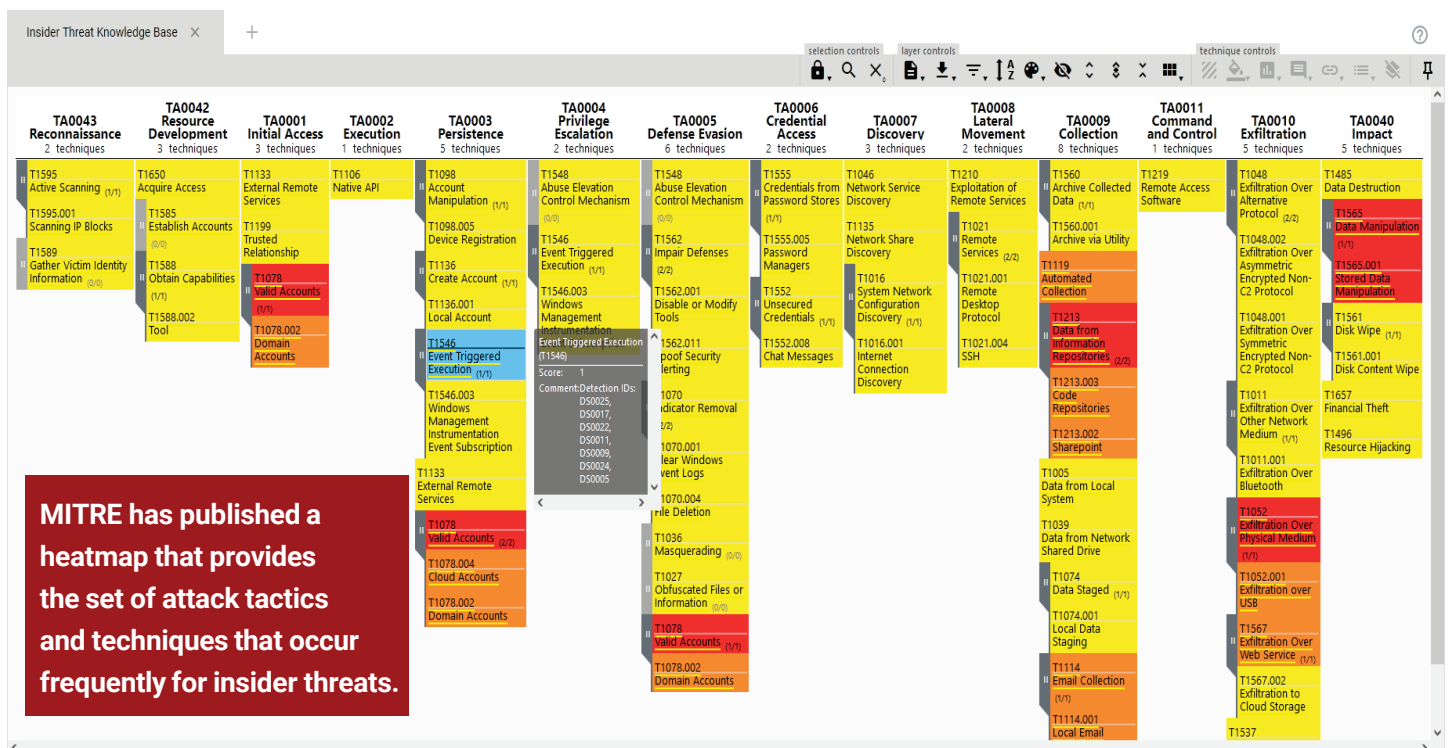 Insider Threat Knowledge Base
selection controls
layer controls
technique controls
TA0043
Reconnaissance
2 techniques
T1595
Active Scanning (1/1)
T1595.001
Scanning IP Blocks
T1589
Gather Victim Identity
Information (0/0)
TA0042
Resource
Development
3 techniques
T1650
Acquire Access
T1585
Establish Accounts
(0/0)
T1588
Obtain Capabilities
(1/1)
T1588.002
Tool
TA0001
Initial Access
3 techniques
T1133
External Remote
Services
T1199
Trusted
Relationship
T1078
Valid Accounts
(1/1)
T1078.002
Domain
Accounts
TA0002
Execution
1 techniques
T1106
Native API
TA0003
Persistence
5 techniques
T1098
Account
Manipulation (1/1)
T1098.005
Device Registration
T1136
Create Account (1/1)
T1136.001
Local Account
T1546
Event Triggered
Execution (1/1)
T1546.003
Windows
Management
Instrumentation
Event Subscription
T1133
External Remote
Services
T1078
Valid Accounts (2/2)
T1078.004
Cloud Accounts
T1078.002
Domain Accounts
TA0004
Privilege
Escalation
2 techniques
T1548
Abuse Elevation
Control Mechanism
(0/0)
T1546
Event Triggered
Execution (1/1)
T1546.003
Windows
Management
Instrumentation
Event Triggered Execution
(T1546)
Score: 1
Comment:Detection IDs:
DS0025,
DS0017,
DS0022,
DS0011,
DS0009,
DS0024,
DS0005
TA0005
Defense Evasion
6 techniques
T1548
Abuse Elevation
Control Mechanism
(0/0)
T1562
Impair Defenses
(2/2)
T1562.001
Disable or Modify
Tools
1562.011
poof Security
lerting
1070
ndicator Removal
2/2)
1070.001
lear Windows
vent Logs
1070.004
File Deletion
T1036
Masquerading (0/0)
T1027
Obfuscated Files or
Information (0/0)
T1078
Valid Accounts (1/1)
T1078.002
Domain Accounts
TA0006
Credential
Access
2 techniques
T1555
Credentials from
Password Stores
(1/1)
T1555.005
Password
Managers
T1552
Unsecured
Credentials (1/1)
T1552.008
Chat Messages
TA0007
Discovery
3 techniques
T1046
Network Service
Discovery
T1135
Network Share
Discovery
T1016
System Network
Configuration
Discovery (1/1)
T1016.001
Internet
Connection
Discovery
TA0008
Lateral
Movement
2 techniques
T1210
Exploitation of
Remote Services
T1021
Remote
Services (2/2)
T1021.001
Remote
Desktop
Protocol
T1021.004
SSH
TA0009
Collection
8 techniques
T1560
Archive Collected
Data (1/1)
T1560.001
Archive via Utility
T1119
Automated
Collection
T1213
Data from
Information
Repositories (2/2)
T1213.003
Code
Repositories
T1213.002
Sharepoint
T1005
Data from Local
System
T1039
Data from Network
Shared Drive
T1074
Data Staged (1/1)
T1074.001
Local Data
Staging
T1114
Email Collection
(1/1)
T1114.001
Local Email
TA0011
Command
and Control
1 techniques
T1219
Remote Access
Software
TA0010
Exfiltration
5 techniques
T1048
Exfiltration Over
Alternative
Protocol (2/2)
T1048.002
Exfiltration Over
Asymmetric
Encrypted Non-
C2 Protocol
T1048.001
Exfiltration Over
Symmetric
Encrypted Non-
C2 Protocol
T1011
Exfiltration Over
Other Network
Medium (1/1)
T1011.001
Exfiltration Over
Bluetooth
T1052
Exfiltration Over
Physical Medium
(1/1)
T1052.001
Exfiltration over
USB
T1567
Exfiltration Over
Web Service (1/1)
T1567.002
Exfiltration to
Cloud Storage
T1537
TA0040
Impact
5 techniques
T1485
Data Destruction
T1565
Data Manipulation
(1/1)
T1565.001
Stored Data
Manipulation
T1561
Disk Wipe (1/1)
T1561.001
Disk Content Wipe
T1657
Financial Theft
T1496
Resource Hijacking
MITRE has published a
heatmap that provides
the set of attack tactics
and techniques that occur
frequently for insider threats.